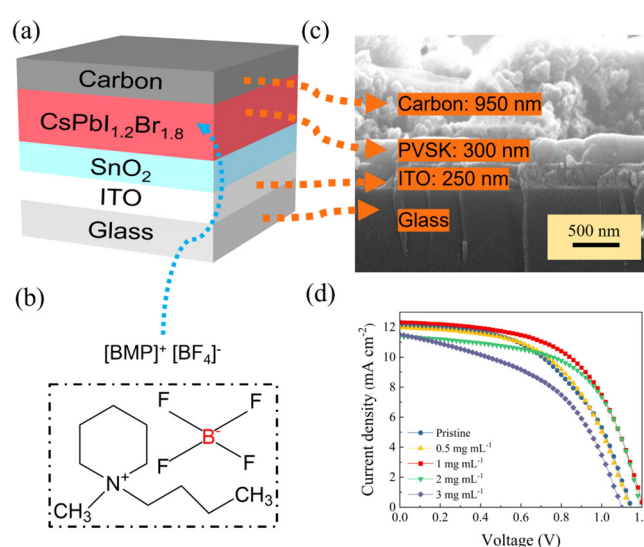 (a)
Carbon
CsPbI₁.₂Br₁.₈
SnO₂
ITO
Glass
(c)
Carbon: 950 nm
PVSK: 300 nm
ITO: 250 nm
Glass
500 nm
(b)
[BMP]⁺ [BF₄]⁻
F
F
B⁻
F
F
N⁺
CH₃
CH₃
(d)
Current density (mA cm⁻²)
12
10
8
6
4
2
0
Pristine
0.5 mg mL⁻¹
1 mg mL⁻¹
2 mg mL⁻¹
3 mg mL⁻¹
0.0
0.2
0.4
0.6
0.8
1.0
Voltage (V)